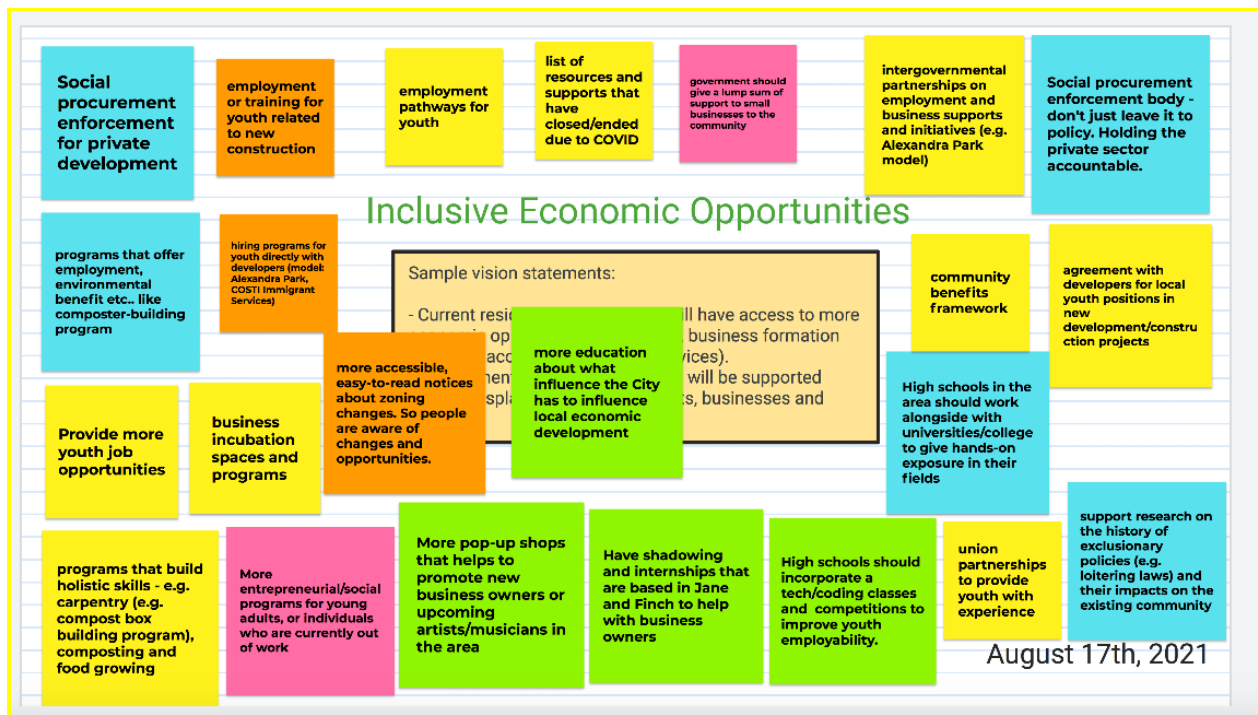 Social
procurement
enforcement
for private
development
employment
or training for
youth related
to new
construction
employment
pathways for
youth
list of
resources and
supports that
have
closed/ended
due to COVID
government should
give a lump sum of
support to small
businesses to the
community
intergovernmental
partnerships on
employment and
business supports
and initiatives (e.g.
Alexandra Park
model)
Social procurement
enforcement body -
don't just leave it to
policy. Holding the
private sector
accountable.
Inclusive Economic Opportunities
programs that offer
employment,
environmental
benefit etc.. like
composter-building
program
hiring programs for
youth directly with
developers (model:
Alexandra Park,
COSTI Immigrant
Services)
Sample vision statements:
- Current
have access to more
business formation
will be supported
businesses and
more accessible,
easy-to-read notices
about zoning
changes. So people
are aware of
changes and
opportunities.
more education
about what
influence the City
has to influence
local economic
development
community
benefits
framework
agreement with
developers for local
youth positions in
new
development/constru
ction projects
Provide more
youth job
opportunities
business
incubation
spaces and
programs
High schools in the
area should work
alongside with
universities/college
to give hands-on
exposure in their
fields
programs that build
holistic skills - e.g.
carpentry (e.g.
compost box
building program),
composting and
food growing
More
entrepreneurial/social
programs for young
adults, or individuals
who are currently out
of work
More pop-up shops
that helps to
promote new
business owners or
upcoming
artists/musicians in
the area
Have shadowing
and internships that
are based in Jane
and Finch to help
with business
owners
High schools should
incorporate a
tech/coding classes
and competitions to
improve youth
employability.
union
partnerships
to provide
youth with
experience
support research on
the history of
exclusionary
policies (e.g.
loitering laws) and
their impacts on the
existing community
August 17th, 2021